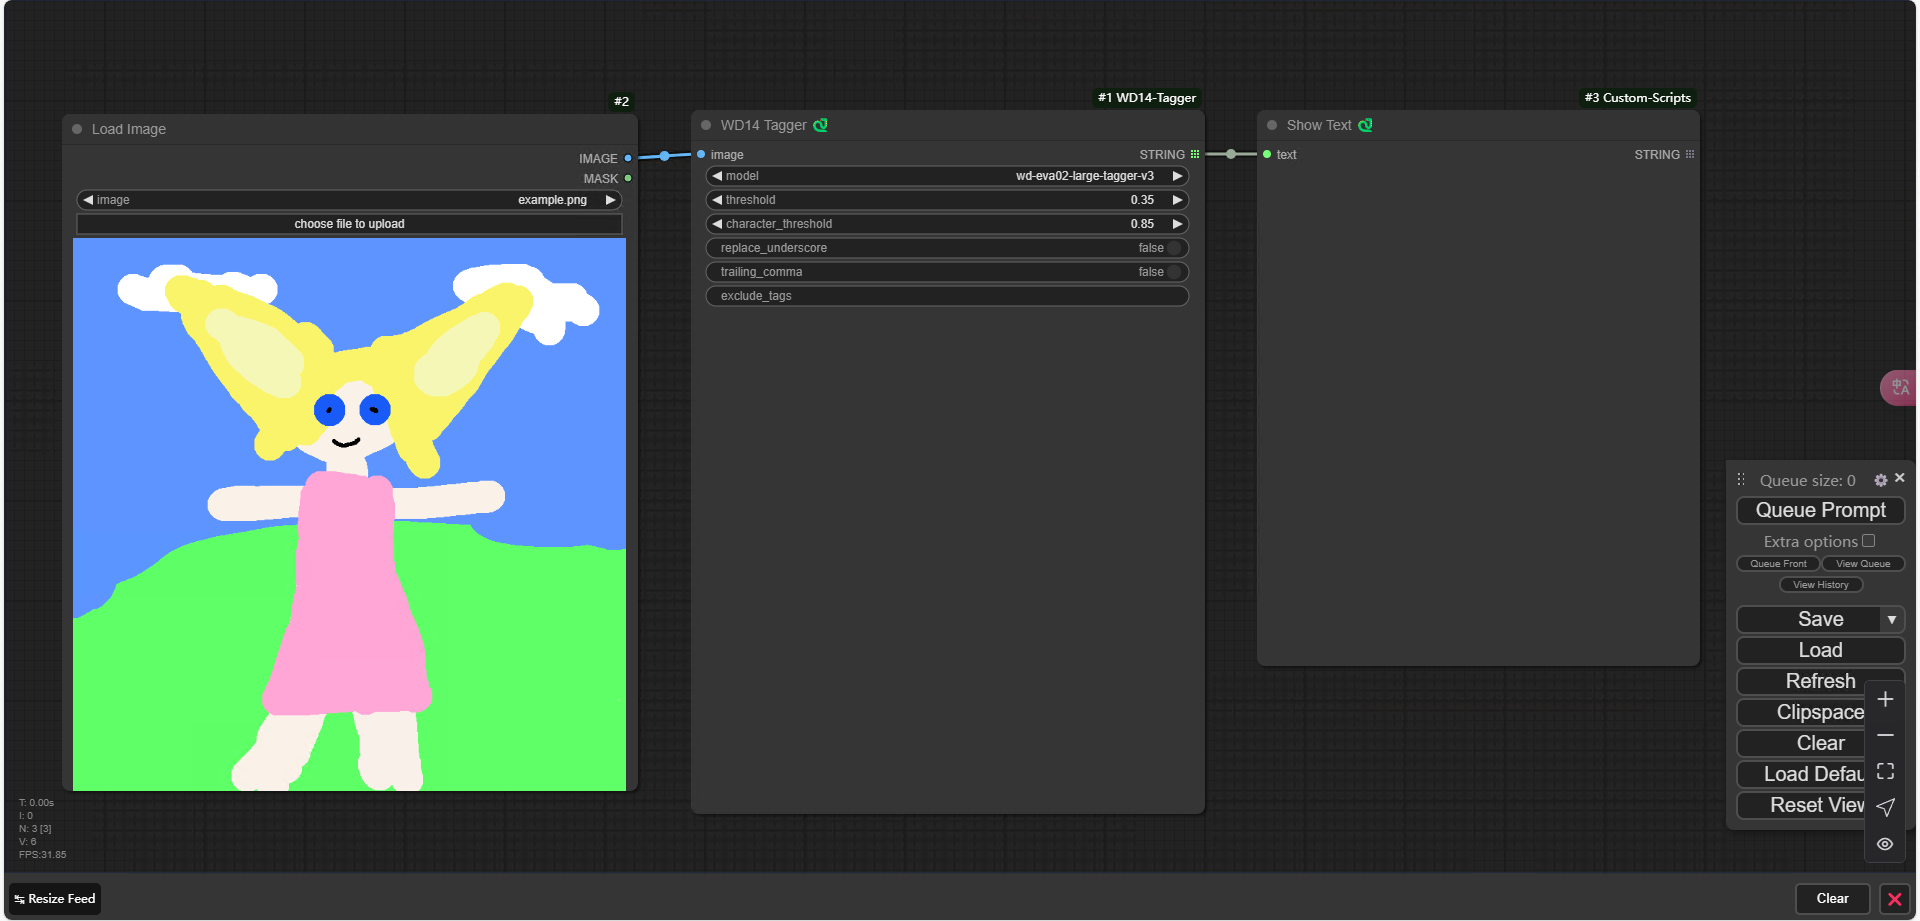 #2
Load Image
IMAGE
MASK
image example.png
choose file to upload
#1 WD14-Tagger
WD14 Tagger
image STRING
model wd-eva02-large-tagger-v3
threshold 0.35
character_threshold 0.85
replace_underscore false
trailing_comma false
exclude_tags
#3 Custom-Scripts
Show Text
text STRING
中A
Queue size: 0
Queue Prompt
Extra options
Queue Front View Queue
View History
Save
Load
Refresh
Clipspace
Clear
Load Defau
Reset View
T: 0.00s
I: 0
N: 3 [3]
V: 6
FPS:31.85
Resize Feed
Clear